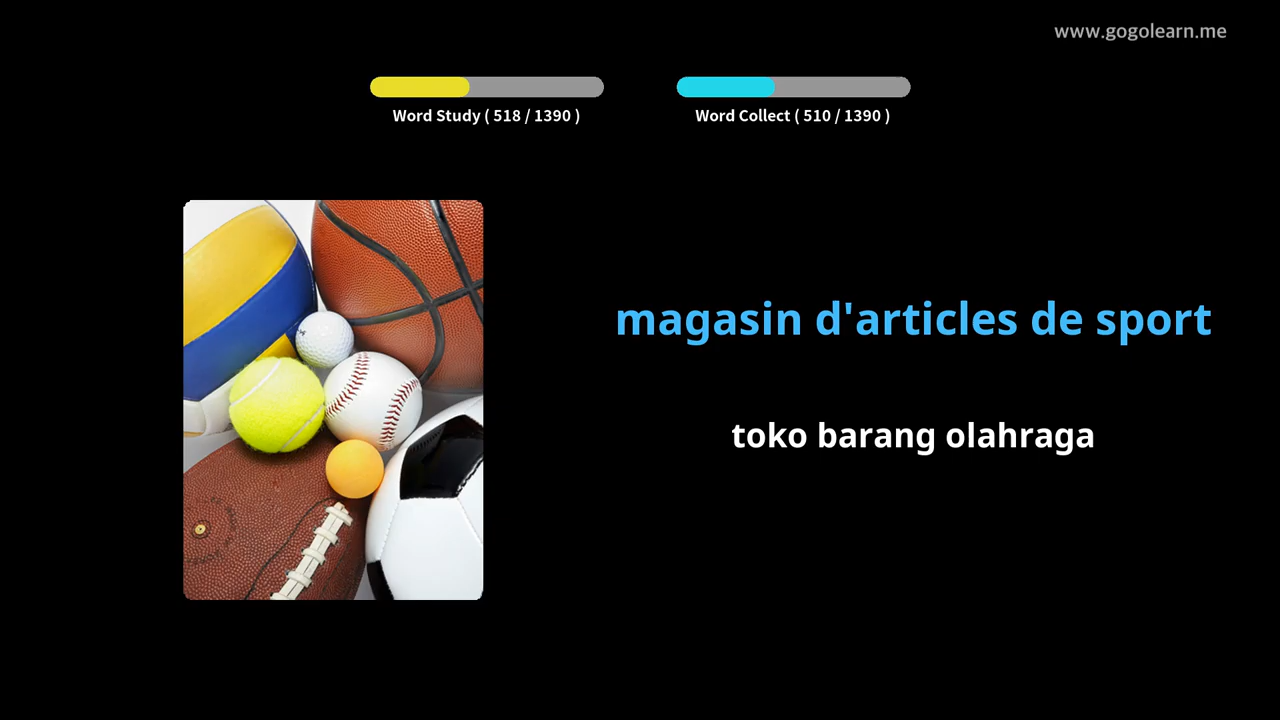 www.gogolearn.me
Word Study ( 518 / 1390 )
Word Collect ( 510 / 1390 )
magasin d'articles de sport
toko barang olahraga